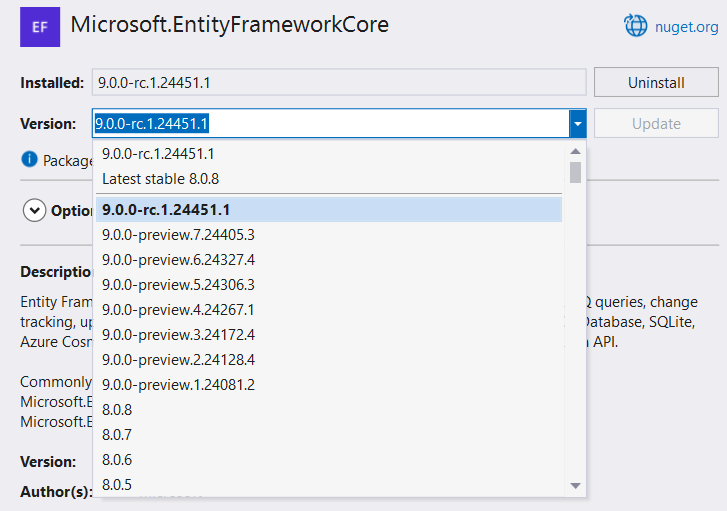 EF Microsoft.EntityFrameworkCore nuget.org
Installed: 9.0.0-rc.1.24451.1 Uninstall
Version: 9.0.0-rc.1.24451.1 Update
Package
9.0.0-rc.1.24451.1
Latest stable 8.0.8
Optio
9.0.0-rc.1.24451.1
9.0.0-preview.7.24405.3
9.0.0-preview.6.24327.4
Descriptio
9.0.0-preview.5.24306.3
Entity Fram Q queries, change
9.0.0-preview.4.24267.1
tracking, up Database, SQLite,
9.0.0-preview.3.24172.4
Azure Cosm API.
9.0.0-preview.2.24128.4
Commonly
9.0.0-preview.1.24081.2
Microsoft.E
8.0.8
Microsoft.E
8.0.7
Version:
8.0.6
8.0.5
Author(s):